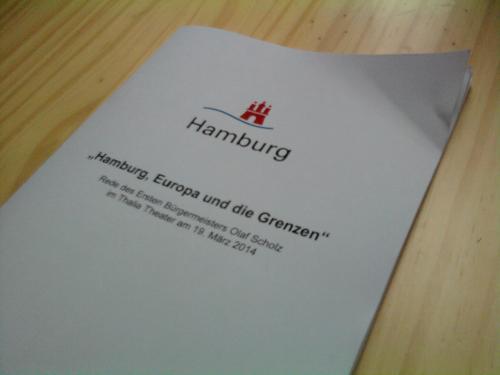 Hamburg
„Hamburg, Europa und die Grenzen“
Rede des Ersten Bürgermeisters Olaf Scholz
im Thalia Theater am 19. März 2014